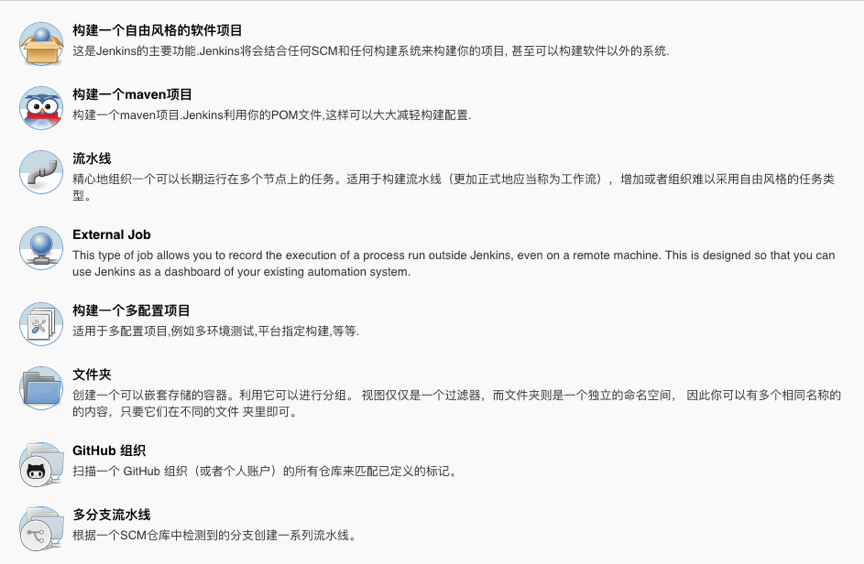 构建一个自由风格的软件项目
这是Jenkins的主要功能.Jenkins将会结合任何SCM和任何构建系统来构建你的项目, 甚至可以构建软件以外的系统.
构建一个maven项目
构建一个maven项目.Jenkins利用你的POM文件,这样可以大大减轻构建配置.
流水线
精心地组织一个可以长期运行在多个节点上的任务。适用于构建流水线（更加正式地应当称为工作流），增加或者组织难以采用自由风格的任务类
型。
External Job
This type of job allows you to record the execution of a process run outside Jenkins, even on a remote machine. This is designed so that you can
use Jenkins as a dashboard of your existing automation system.
构建一个多配置项目
适用于多配置项目,例如多环境测试,平台指定构建,等等.
文件夹
创建一个可以嵌套存储的容器。利用它可以进行分组。 视图仅仅是一个过滤器，而文件夹则是一个独立的命名空间， 因此你可以有多个相同名称的
的内容，只要它们在不同的文件 夹里即可。
GitHub 组织
扫描一个 GitHub 组织（或者个人账户）的所有仓库来匹配已定义的标记。
多分支流水线
根据一个SCM仓库中检测到的分支创建一系列流水线。